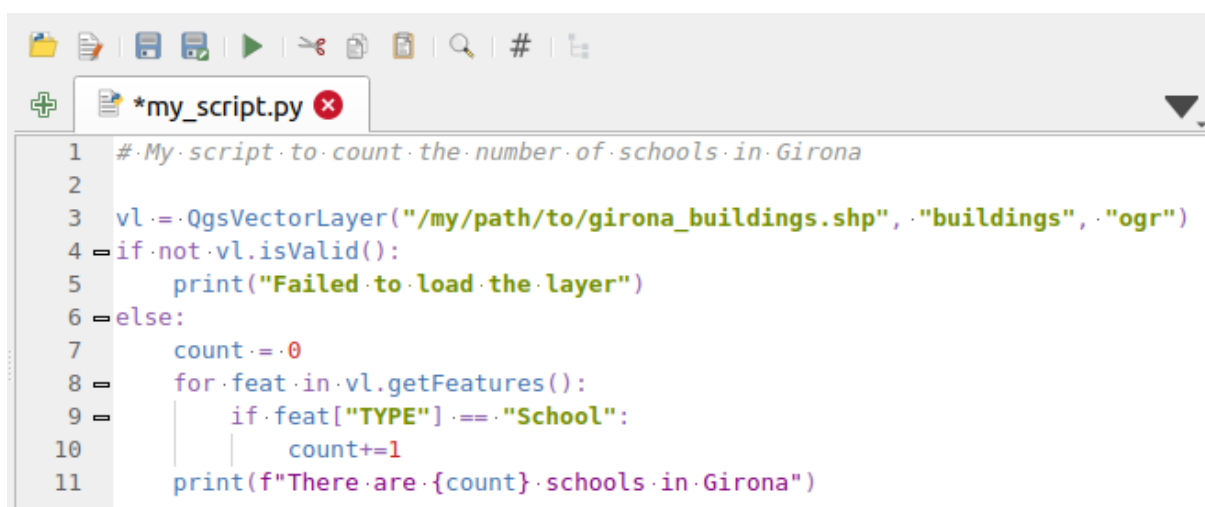 *my_script.py
1 # My script to count the number of schools in Girona
2
3 vl = QgsVectorLayer("/my/path/to/girona_buildings.shp", "buildings", "ogr")
4 if not vl.isValid():
5     print("Failed to load the layer")
6 else:
7     count = 0
8     for feat in vl.getFeatures():
9         if feat["TYPE"] == "School":
10             count+=1
11     print(f"There are {count} schools in Girona")